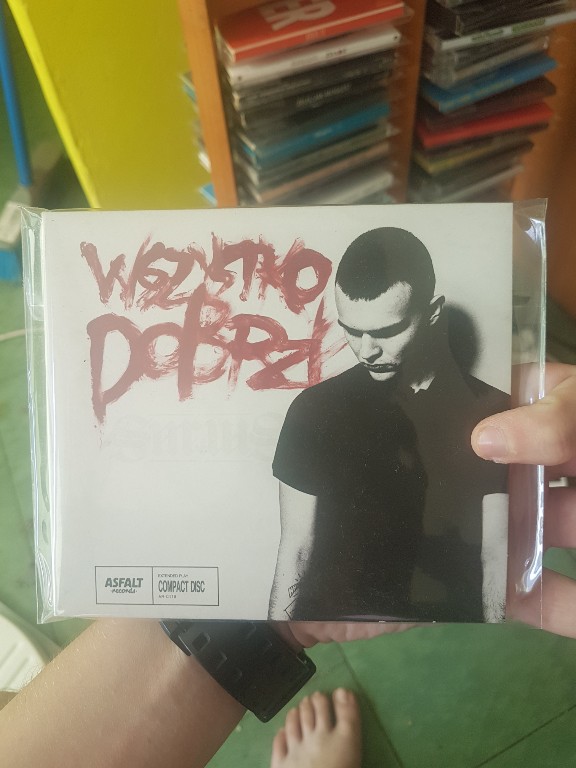 WSZYSTKO
DOBRZE
ASFALT
records
EXTENDED PLAY
COMPACT DISC